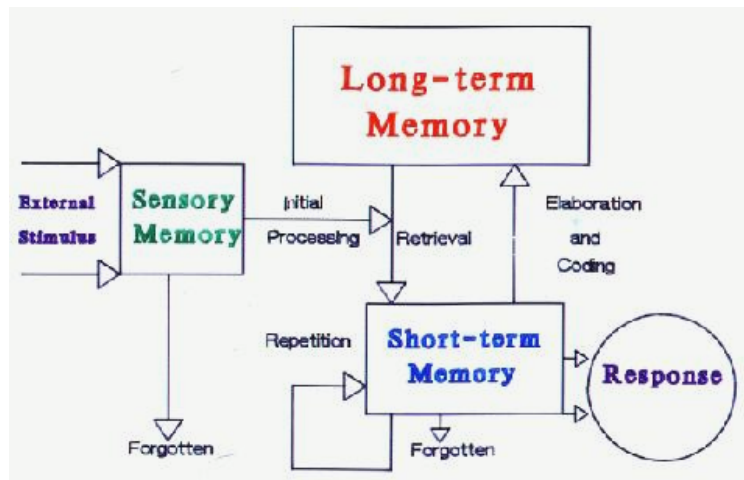 Long-term
Memory
External
Stimulus
Sensory
Memory
Initial
Processing
Retrieval
Elaboration
and
Coding
Repetition
Short-term
Memory
Response
Forgotten
Forgotten